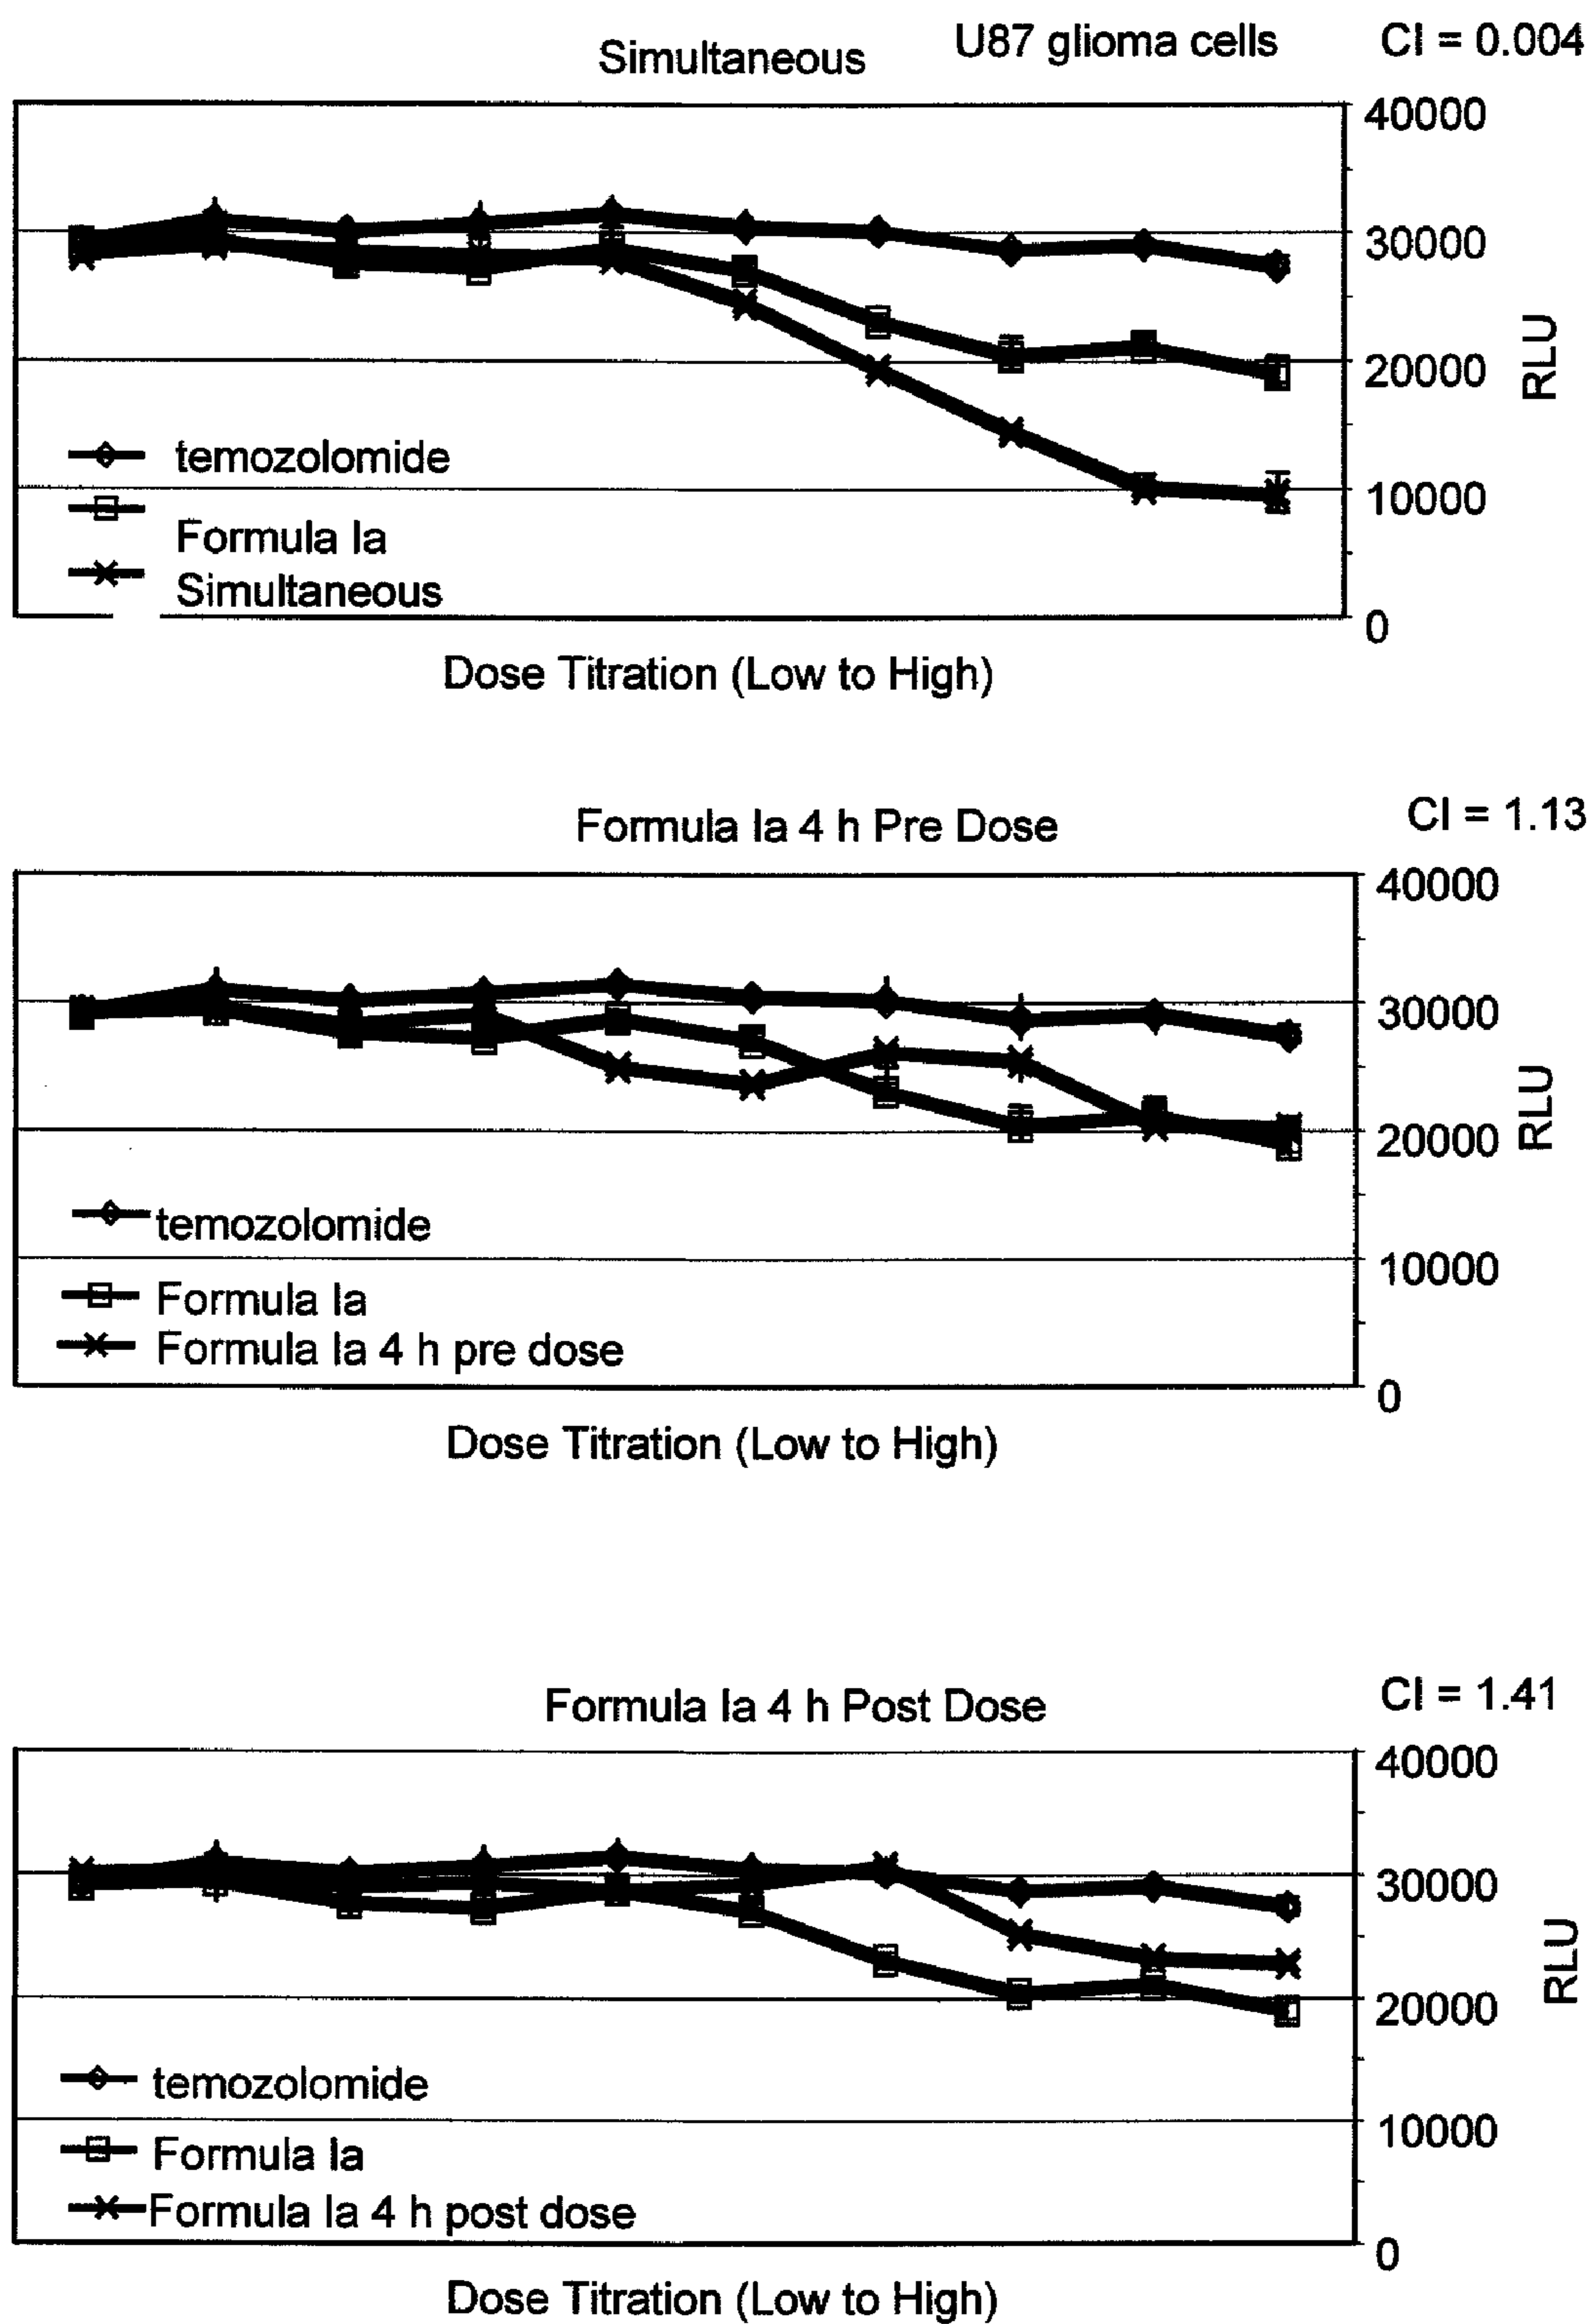 Simultaneous
U87 glioma cells
CI = 0.004
40000
30000
20000
10000
0
RLU
temozolomide
Formula Ia
Simultaneous
Dose Titration (Low to High)
Formula Ia 4 h Pre Dose
CI = 1.13
40000
30000
20000
10000
0
RLU
temozolomide
Formula Ia
Formula Ia 4 h pre dose
Dose Titration (Low to High)
Formula Ia 4 h Post Dose
CI = 1.41
40000
30000
20000
10000
0
RLU
temozolomide
Formula Ia
Formula Ia 4 h post dose
Dose Titration (Low to High)